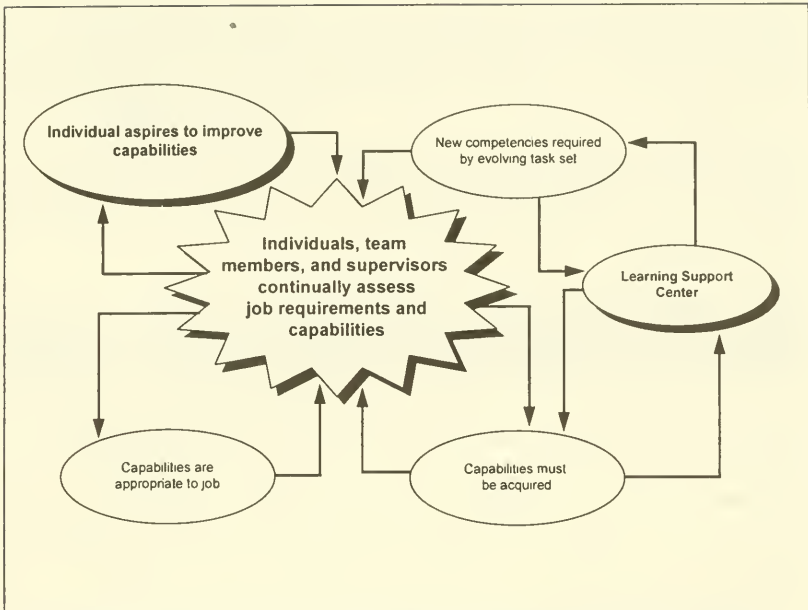 Individual aspires to improve
capabilities
New competencies required
by evolving task set
Individuals, team
members, and supervisors
continually assess
job requirements and
capabilities
Learning Support
Center
Capabilities are
appropriate to job
Capabilities must
be acquired